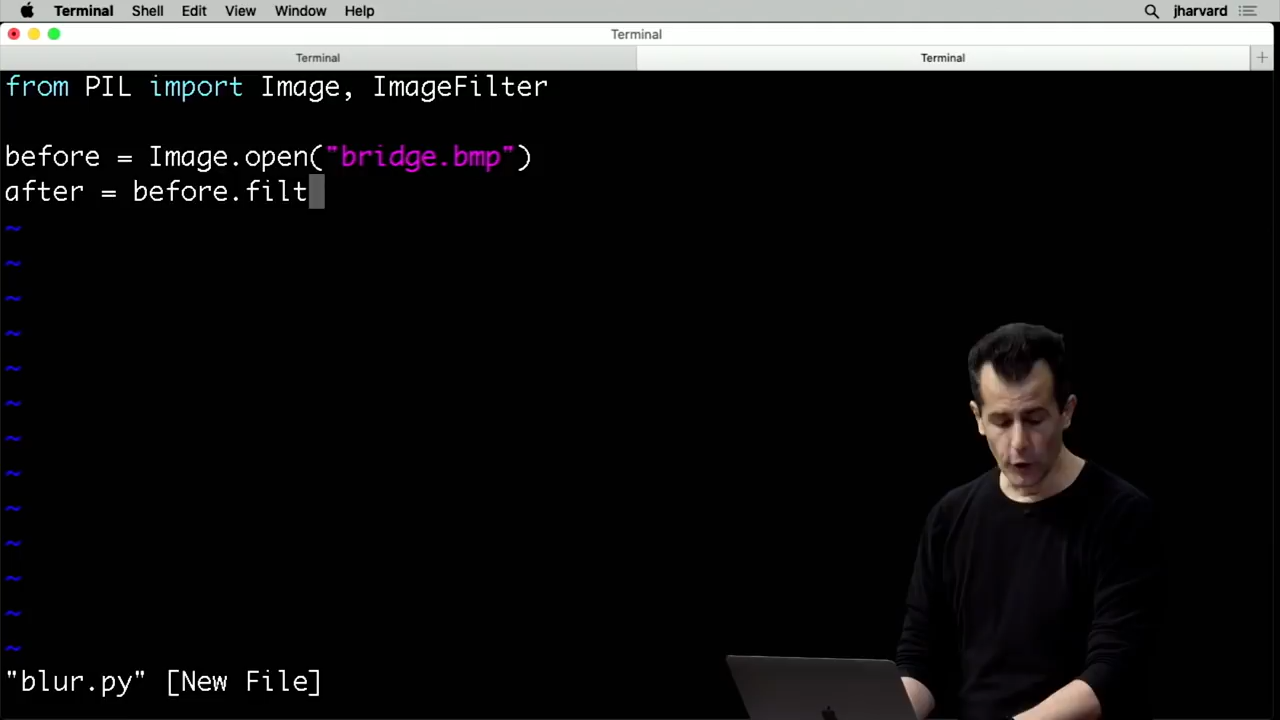 Terminal Shell Edit View Window Help jharvard
Terminal
Terminal Terminal +
from PIL import Image, ImageFilter
before = Image.open("bridge.bmp")
after = before.filt
~
~
~
~
~
~
~
~
~
~
~
~
~
"blur.py" [New File]